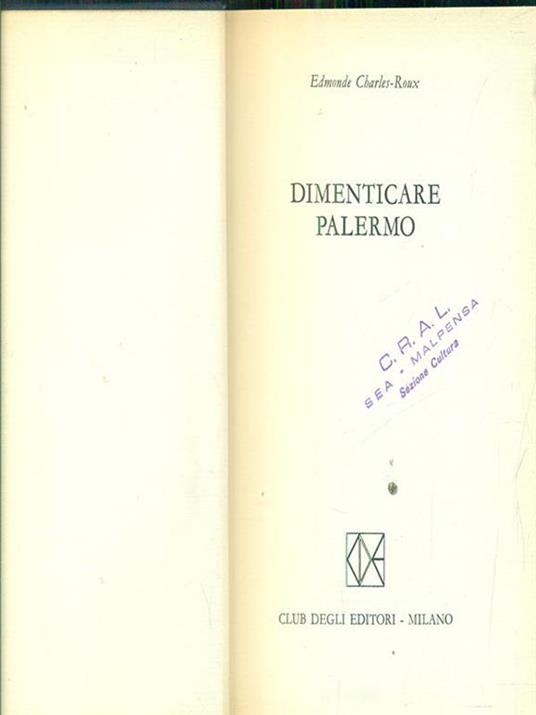 Edmonde Charles-Roux
DIMENTICARE
PALERMO
C. R. A. L.
SEA - MALPENSA
Sezione Cultura
CLUB DEGLI EDITORI - MILANO